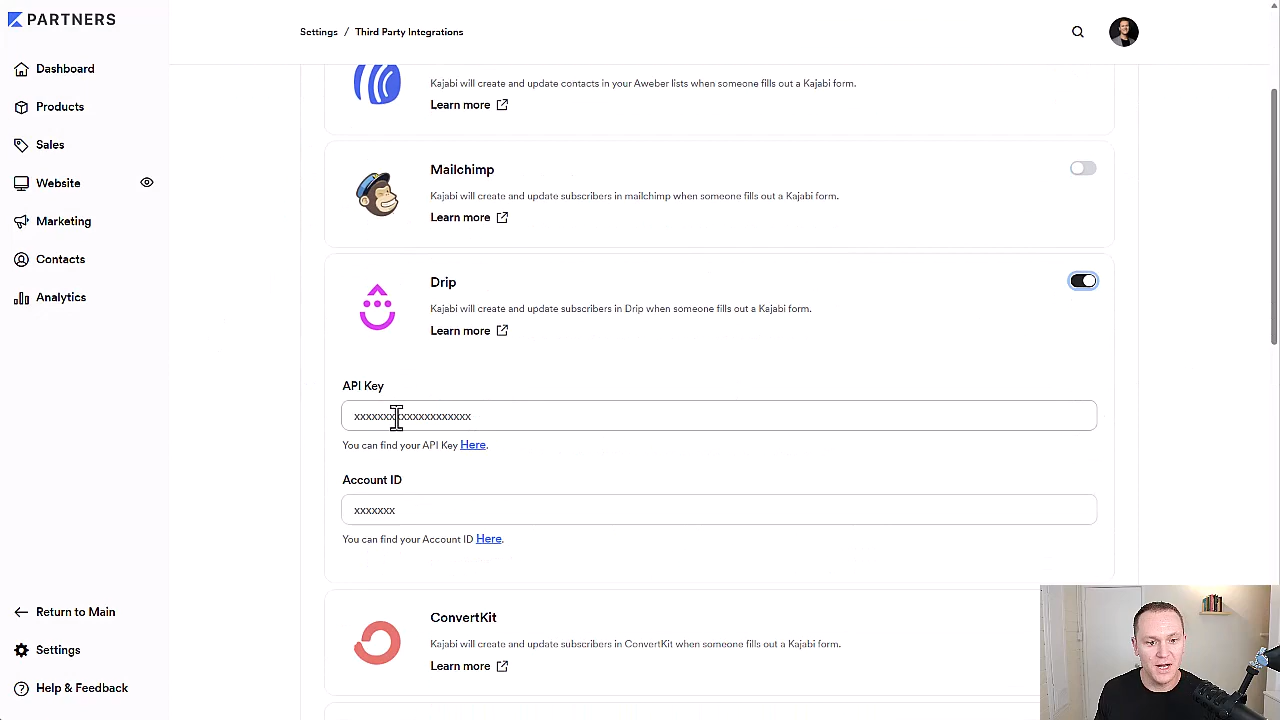 PARTNERS
Dashboard
Products
Sales
Website
Marketing
Contacts
Analytics
Return to Main
Settings
Help & Feedback
Settings / Third Party Integrations
Kajabi will create and update contacts in your Aweber lists when someone fills out a Kajabi form.
Learn more
Mailchimp
Kajabi will create and update subscribers in mailchimp when someone fills out a Kajabi form.
Learn more
Drip
Kajabi will create and update subscribers in Drip when someone fills out a Kajabi form.
Learn more
API Key
You can find your API Key Here.
Account ID
xxxxxxx
You can find your Account ID Here.
ConvertKit
Kajabi will create and update subscribers in ConvertKit when someone fills out a Kajabi form.
Learn more